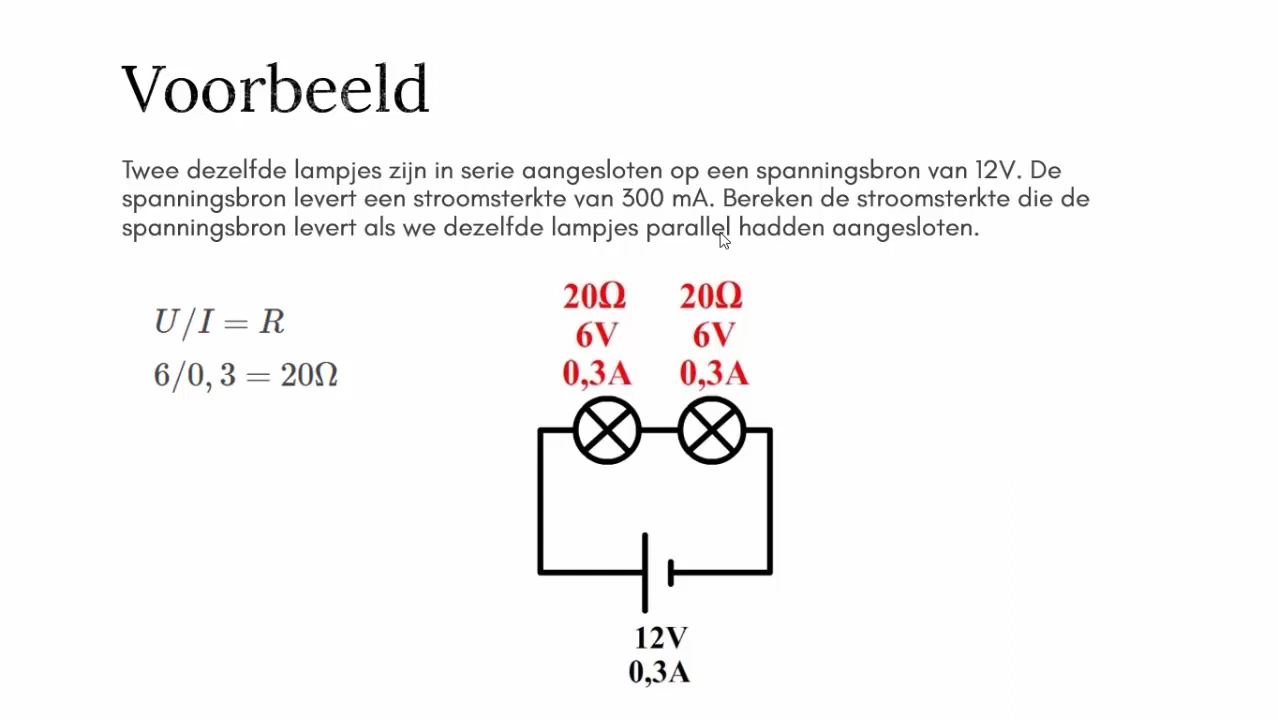 Voorbeeld
Twee dezelfde lampjes zijn in serie aangesloten op een spanningsbron van 12V. De
spanningsbron levert een stroomsterkte van 300 mA. Bereken de stroomsterkte die de
spanningsbron levert als we dezelfde lampjes parallel hadden aangesloten.
U/I = R
6/0, 3 = 20Ω
20Ω 20Ω
6V 6V
0,3A 0,3A
12V
0,3A